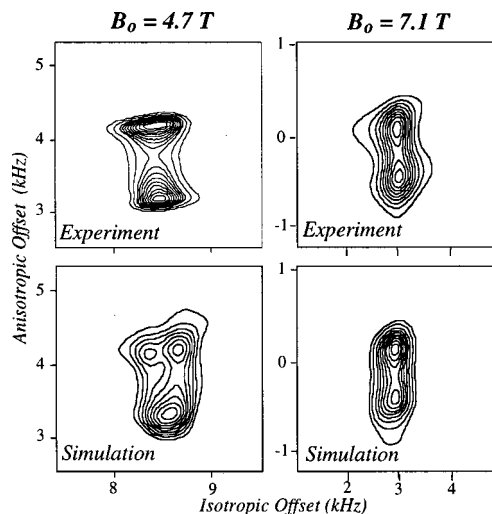 B_o = 4.7 T
B_o = 7.1 T
5
4
3
Experiment
1
0
-1
Experiment
Anisotropic Offset (kHz)
5
4
3
Simulation
8
9
1
0
-1
Simulation
2
3
4
Isotropic Offset (kHz)